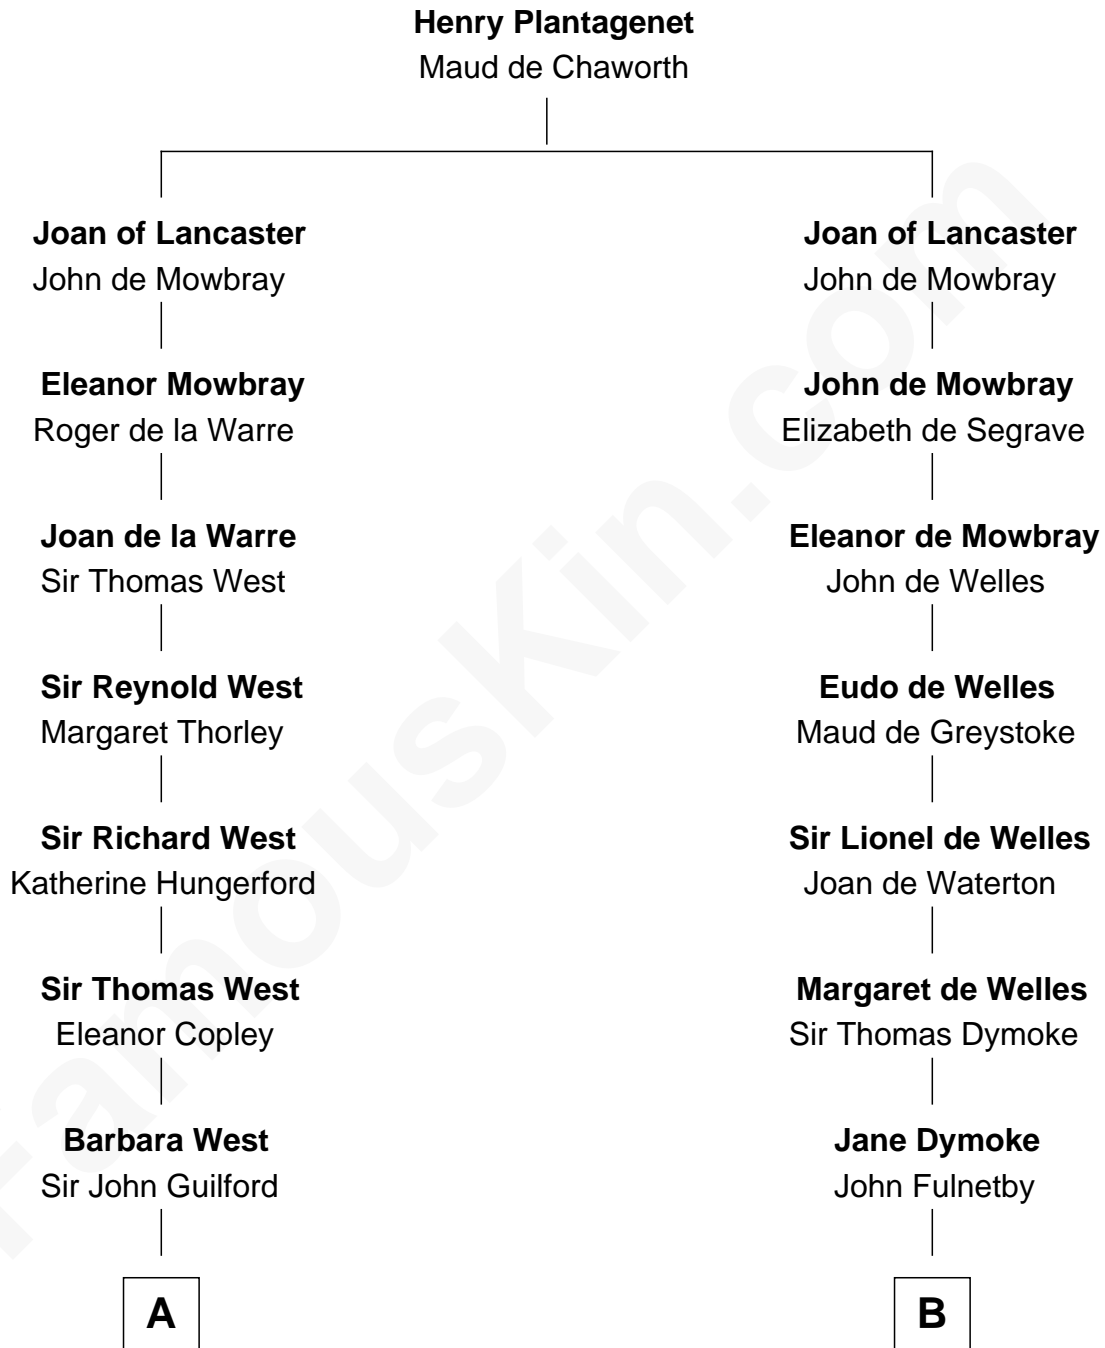 Henry Plantagenet
Maud de Chaworth
Joan of Lancaster
John de Mowbray
Joan of Lancaster
John de Mowbray
Eleanor Mowbray
Roger de la Warre
John de Mowbray
Elizabeth de Segrave
Joan de la Warre
Sir Thomas West
Eleanor de Mowbray
John de Welles
Sir Reynold West
Margaret Thorley
Eudo de Welles
Maud de Greystoke
Sir Richard West
Katherine Hungerford
Sir Lionel de Welles
Joan de Waterton
Sir Thomas West
Eleanor Copley
Margaret de Welles
Sir Thomas Dymoke
Barbara West
Sir John Guilford
Jane Dymoke
John Fulnetby
A
B
FamousKin.com